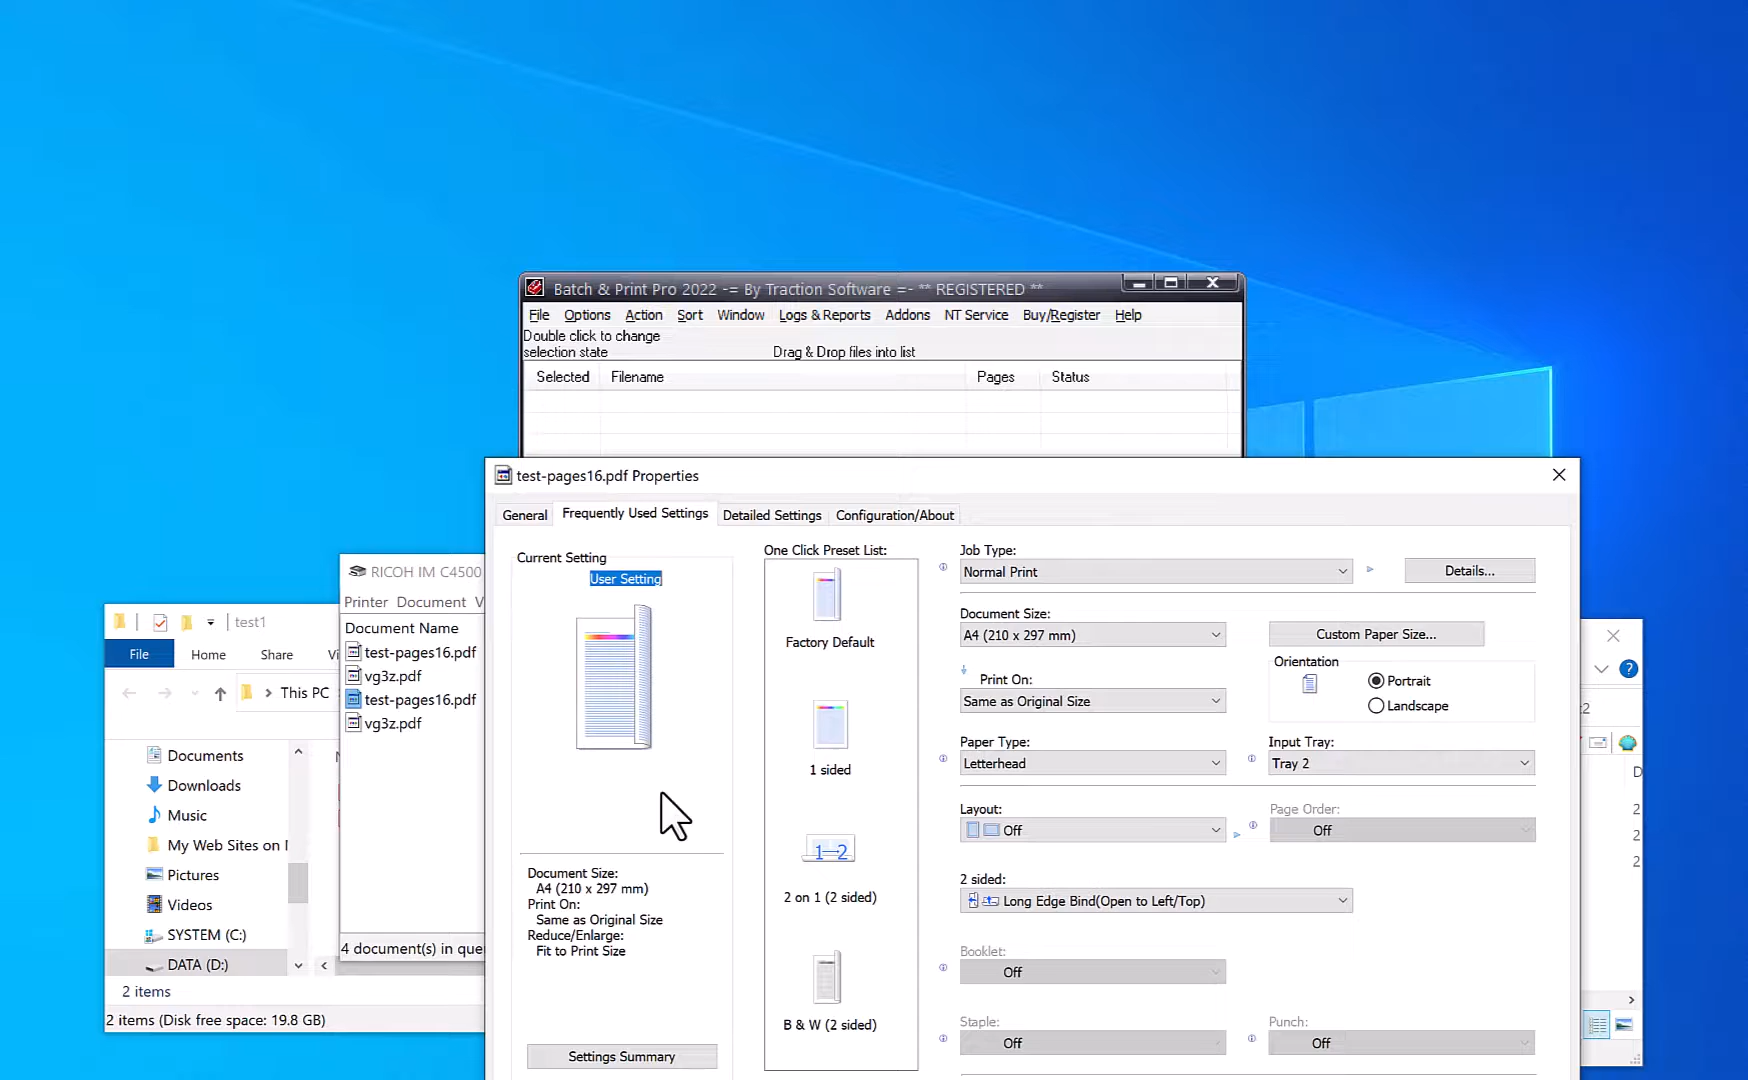 Batch & Print Pro 2022 -= By Traction Software =- ** REGISTERED **
File Options Action Sort Window Logs & Reports Addons NT Service Buy/Register Help
Double click to change
selection state
Drag & Drop files into list
Selected Filename Pages Status
test-pages16.pdf Properties
General Frequently Used Settings Detailed Settings Configuration/About
Current Setting
User Setting
Document Size:
A4 (210 x 297 mm)
Print On:
Same as Original Size
Reduce/Enlarge:
Fit to Print Size
Settings Summary
One Click Preset List:
Factory Default
1 sided
1→2
2 on 1 (2 sided)
B & W (2 sided)
Job Type:
Normal Print
Details...
Document Size:
A4 (210 x 297 mm)
Custom Paper Size...
Orientation
Portrait
Landscape
Print On:
Same as Original Size
Paper Type:
Letterhead
Input Tray:
Tray 2
Layout:
Off
Page Order:
Off
2 sided:
Long Edge Bind(Open to Left/Top)
Booklet:
Off
Staple:
Off
Punch:
Off
RICOH IM C4500
Printer Document V
Document Name
test-pages16.pdf
vg3z.pdf
test-pages16.pdf
vg3z.pdf
4 document(s) in que
test1
File Home Share Vi
This PC
Documents
Downloads
Music
My Web Sites on
Pictures
Videos
SYSTEM (C:)
DATA (D:)
2 items
2 items (Disk free space: 19.8 GB)
?
2
D
2
2
2